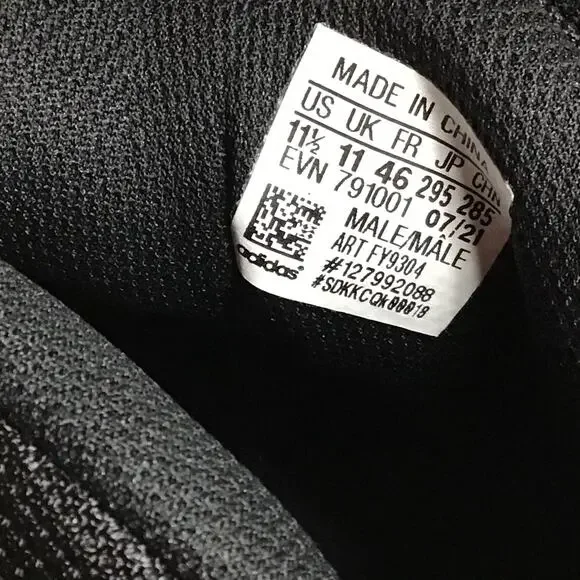 MADE IN CHINA
US UK FR JP CHN
11½ 11 46 295 285
EVN 791001 07/21
MALE/MÂLE
ART FY9304
#127992088
adidas